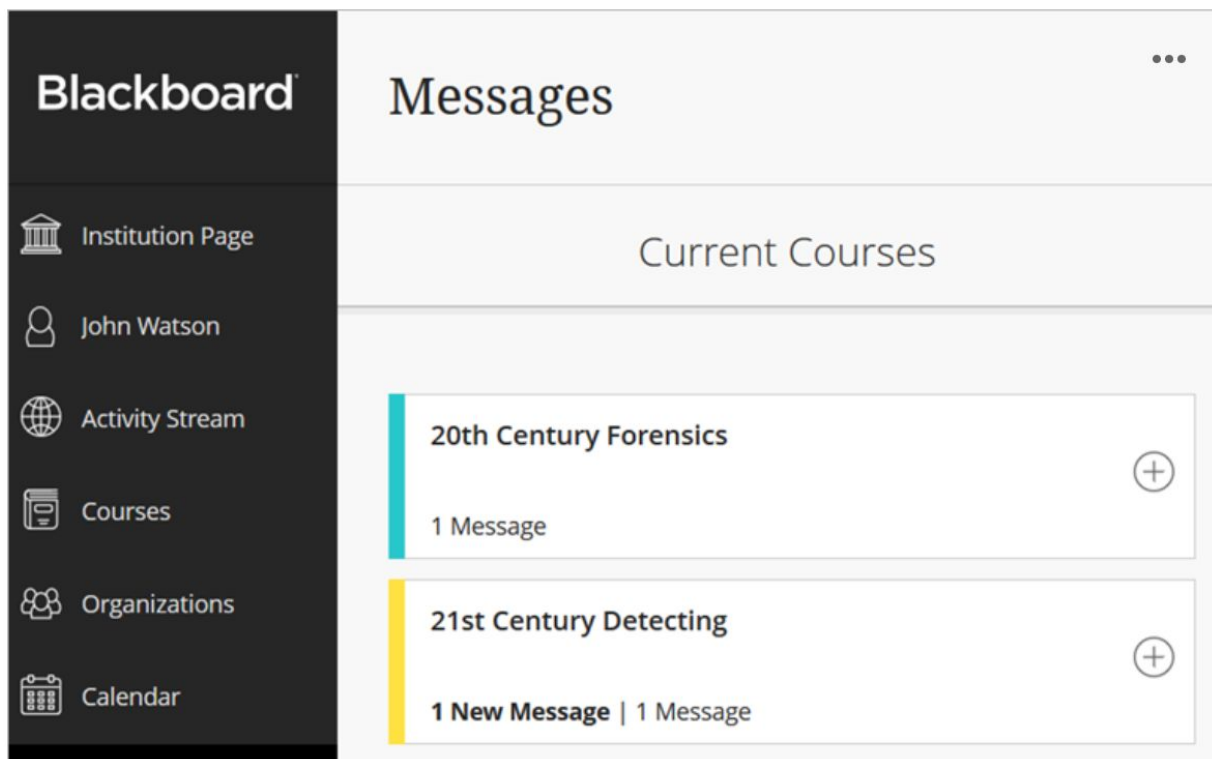 Blackboard
Institution Page
John Watson
Activity Stream
Courses
Organizations
Calendar
Messages
Current Courses
20th Century Forensics
1 Message
21st Century Detecting
1 New Message | 1 Message